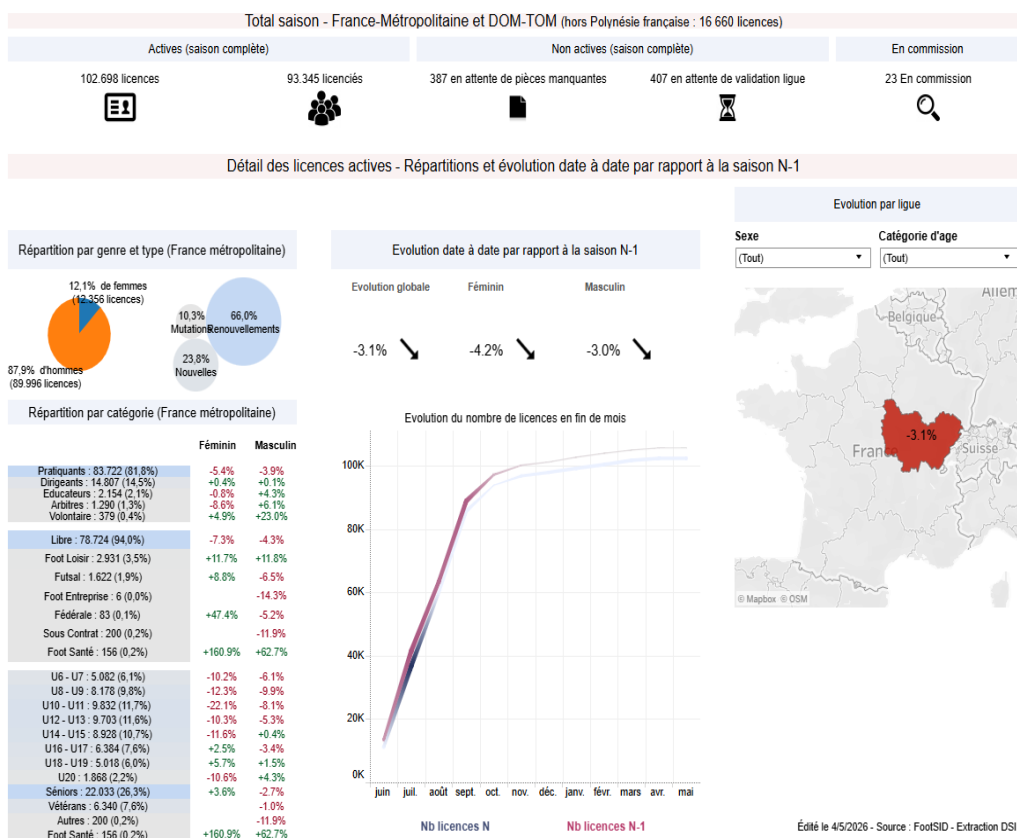 Total saison - France-Métropolitaine et DOM-TOM (hors Polynésie française : 16 660 licences)
Actives (saison complète) Non actives (saison complète) En commission
102.698 licences 93.345 licenciés 387 en attente de pièces manquantes 407 en attente de validation ligue 23 En commission
Détail des licences actives - Répartitions et évolution date à date par rapport à la saison N-1
Evolution par ligue
Sexe Catégorie d'age
(Tout) (Tout)
Répartition par genre et type (France métropolitaine)
12,1% de femmes
(12.356 licences)
87,9% d'hommes
(89.996 licences)
10,3%
Mutations
66,0%
Renouvellements
23,8%
Nouvelles
Evolution date à date par rapport à la saison N-1
Evolution globale Féminin Masculin
-3.1% -4.2% -3.0%
Allem
Belgique
-3.1%
France
Suisse
© Mapbox © OSM
Répartition par catégorie (France métropolitaine)
Féminin Masculin
Pratiquants : 83.722 (81,8%) -5.4% -3.9%
Dirigeants : 14.807 (14,5%) +0.4% +0.1%
Educateurs : 2.154 (2,1%) -0.8% +4.3%
Arbitres : 1.290 (1,3%) -8.6% +6.1%
Volontaire : 379 (0,4%) +4.9% +23.0%
Libre : 78.724 (94,0%) -7.3% -4.3%
Foot Loisir : 2.931 (3,5%) +11.7% +11.8%
Futsal : 1.622 (1,9%) +8.8% -6.5%
Foot Entreprise : 6 (0,0%) -14.3%
Fédérale : 83 (0,1%) +47.4% -5.2%
Sous Contrat : 200 (0,2%) -11.9%
Foot Santé : 156 (0,2%) +160.9% +62.7%
U6 - U7 : 5.082 (6,1%) -10.2% -6.1%
U8 - U9 : 8.178 (9,8%) -12.3% -9.9%
U10 - U11 : 9.832 (11,7%) -22.1% -8.1%
U12 - U13 : 9.703 (11,6%) -10.3% -5.3%
U14 - U15 : 8.928 (10,7%) -11.6% +0.4%
U16 - U17 : 6.384 (7,6%) +2.5% -3.4%
U18 - U19 : 5.018 (6,0%) +5.7% +1.5%
U20 : 1.868 (2,2%) -10.6% +4.3%
Séniors : 22.033 (26,3%) +3.6% -2.7%
Vétérans : 6.340 (7,6%) -1.0%
Autres : 200 (0,2%) -11.9%
Foot Santé : 156 (0,2%) +160.9% +62.7%
Evolution du nombre de licences en fin de mois
100K
80K
60K
40K
20K
0K
juin juil. août sept. oct. nov. déc. janv. févr. mars avr. mai
Nb licences N Nb licences N-1
Édité le 4/5/2026 - Source : FootSID - Extraction DSI